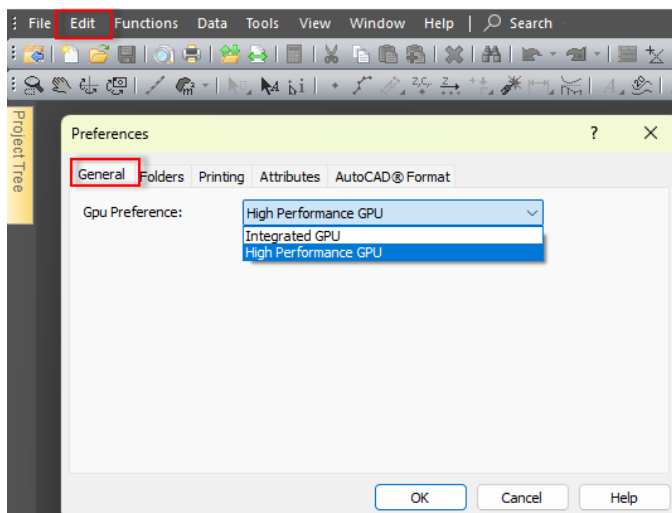 File Edit Functions Data Tools View Window Help Search
Project Tree
Preferences ?
General Folders Printing Attributes AutoCAD® Format
Gpu Preference: High Performance GPU
Integrated GPU
High Performance GPU
OK Cancel Help